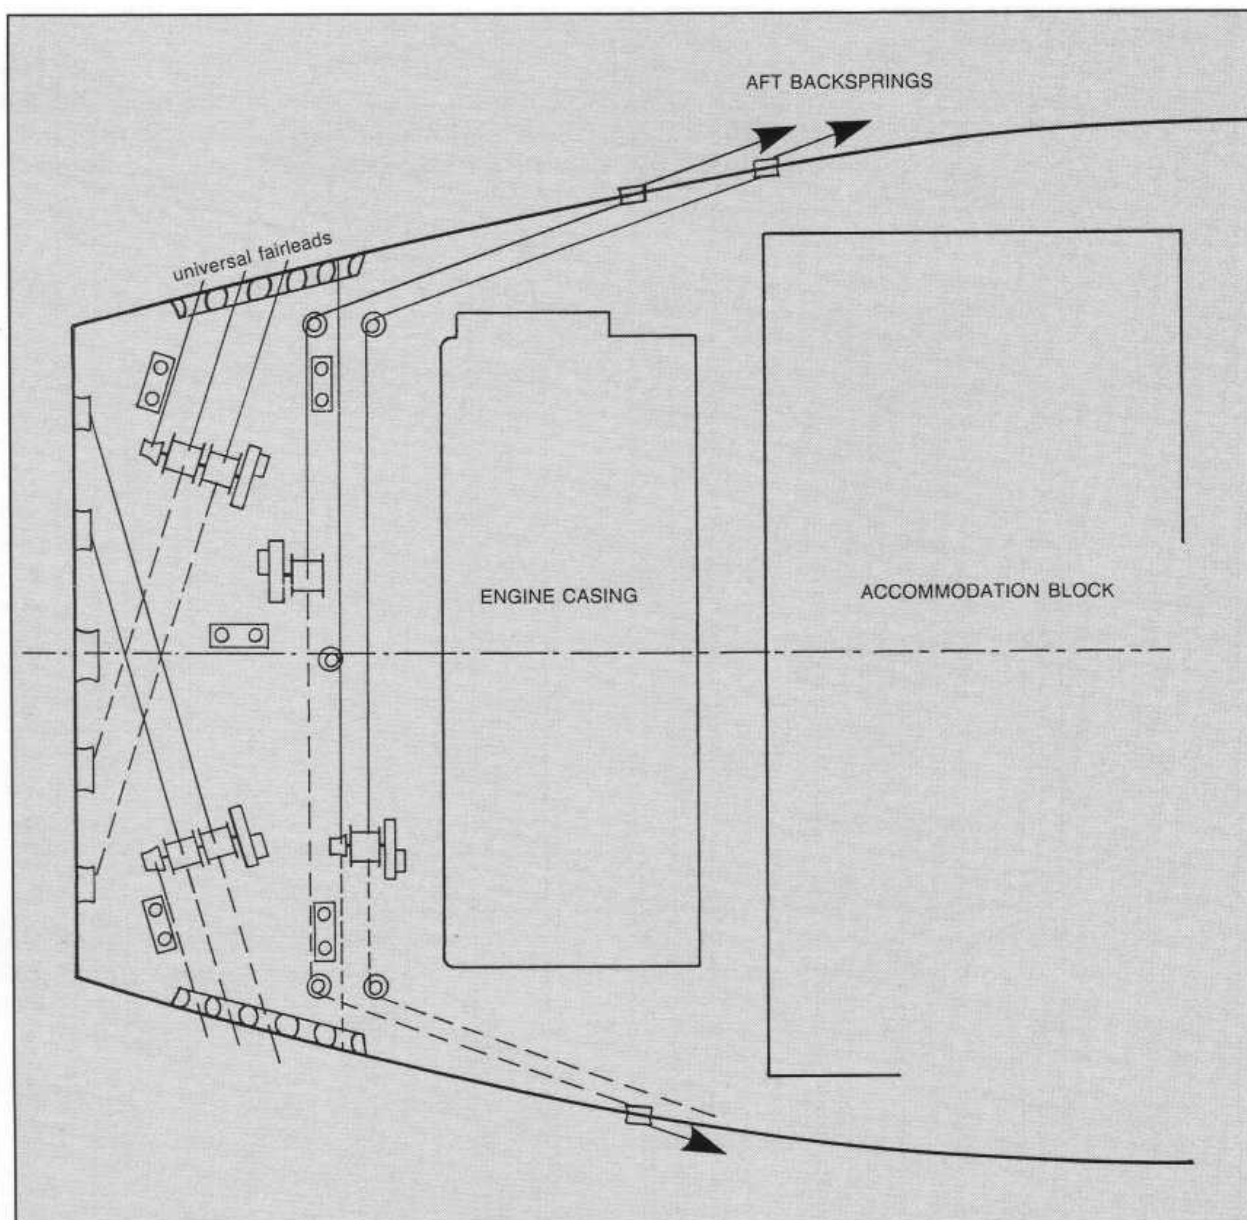 AFT BACKSPRINGS
universal fairleads
ENGINE CASING
ACCOMMODATION BLOCK